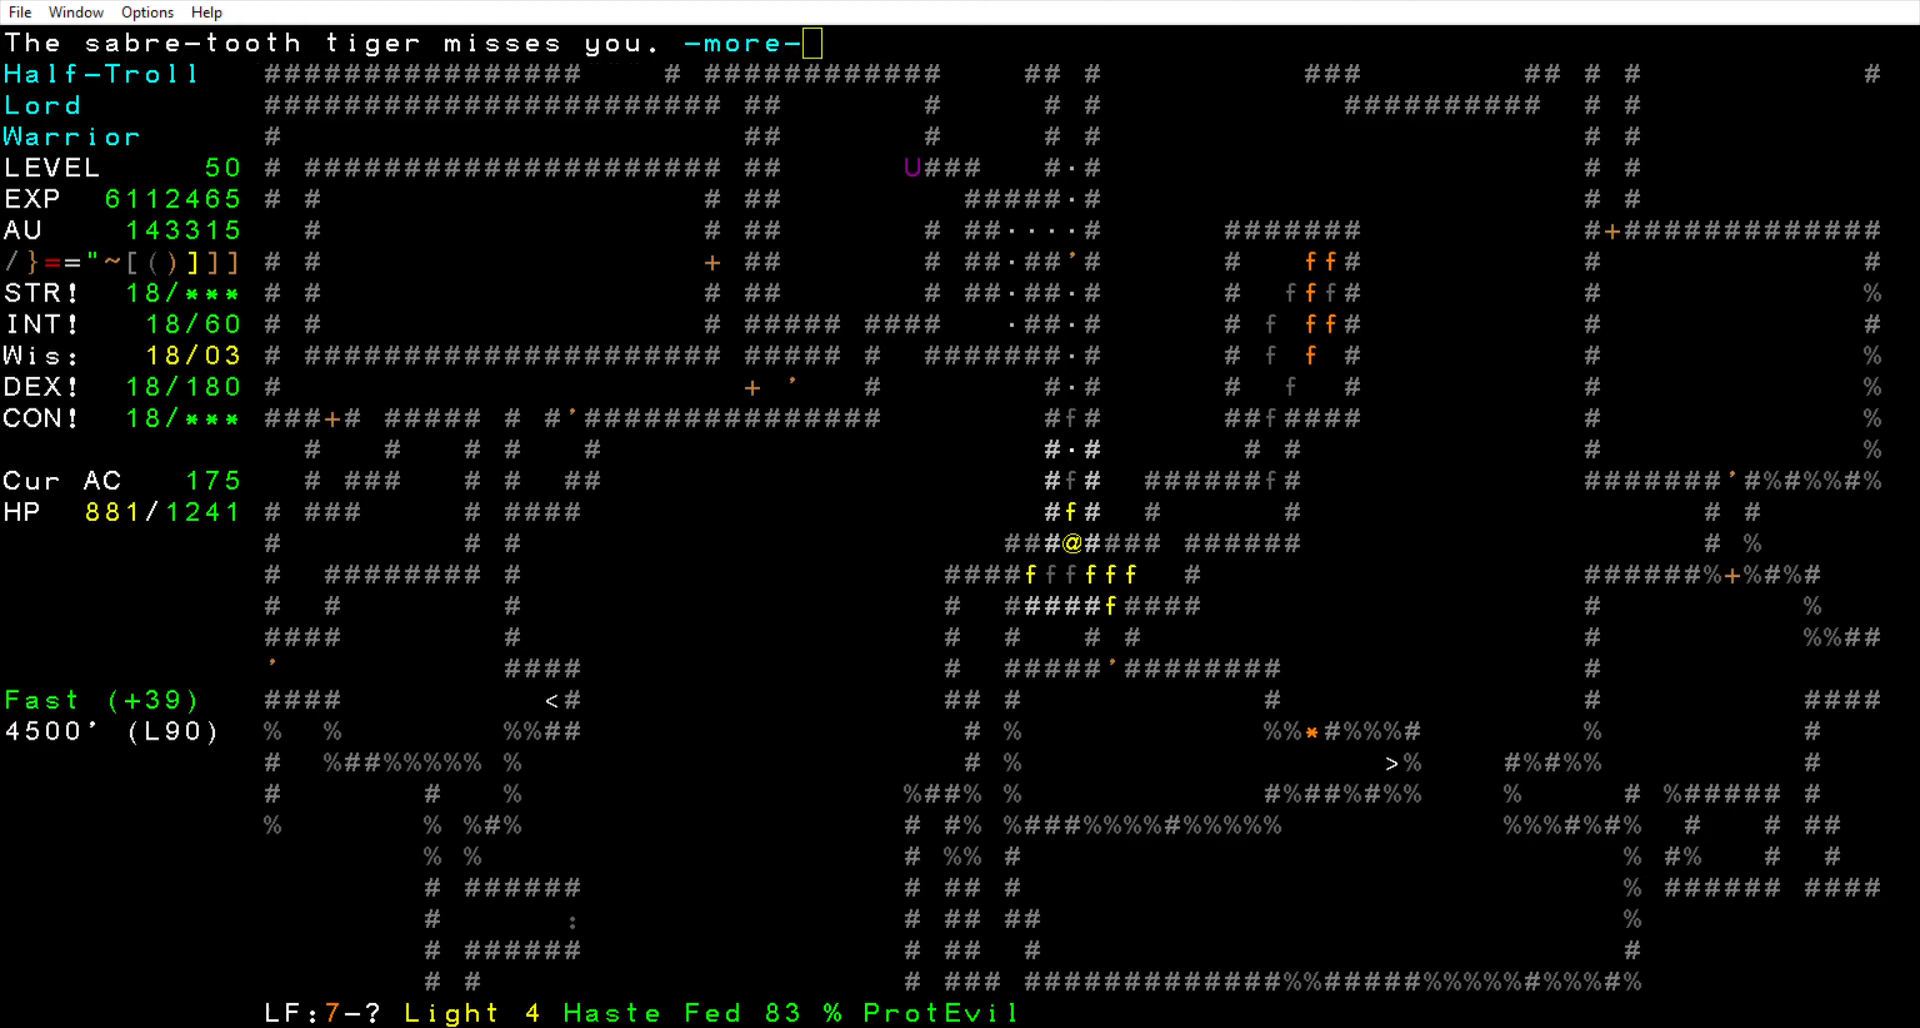 File Window Options Help
The sabre-tooth tiger misses you. -more-
Half-Troll
Lord
Warrior
LEVEL 50
EXP 6112465
AU 143315
/}=="~[()]]]
STR! 18/***
INT! 18/60
Wis: 18/03
DEX! 18/180
CON! 18/***
Cur AC 175
HP 881/1241
Fast (+39)
4500' (L90)
LF:7-? Light 4 Haste Fed 83 % ProtEvil